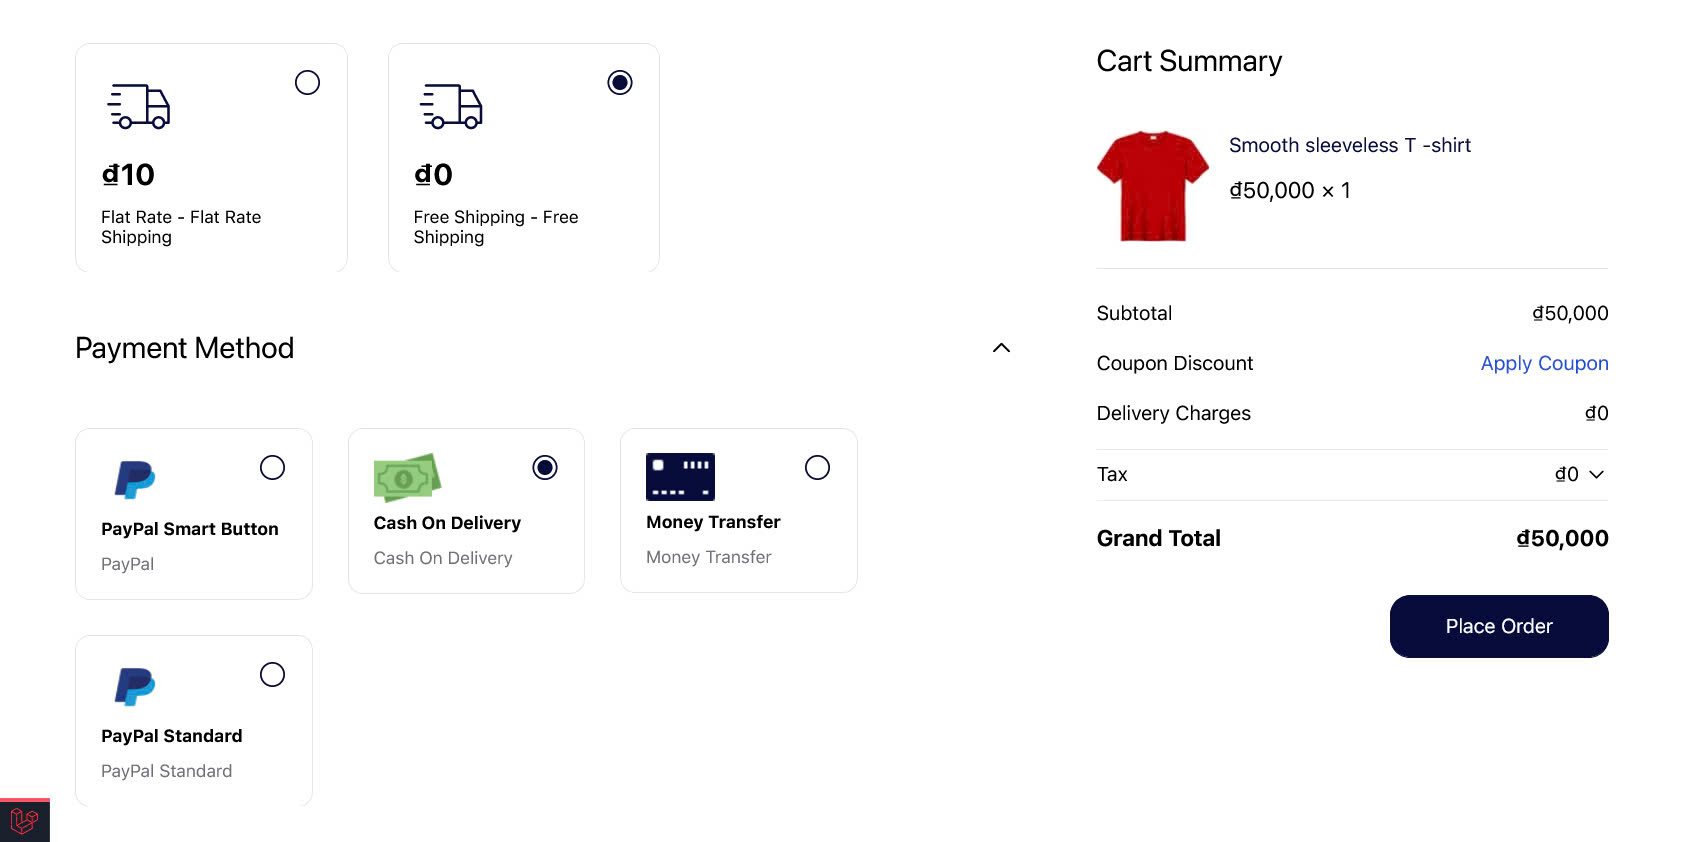 ₫10
Flat Rate - Flat Rate
Shipping
₫0
Free Shipping - Free
Shipping
Payment Method
PayPal Smart Button
PayPal
Cash On Delivery
Cash On Delivery
Money Transfer
Money Transfer
PayPal Standard
PayPal Standard
Cart Summary
Smooth sleeveless T -shirt
₫50,000 × 1
Subtotal ₫50,000
Coupon Discount Apply Coupon
Delivery Charges ₫0
Tax ₫0
Grand Total ₫50,000
Place Order